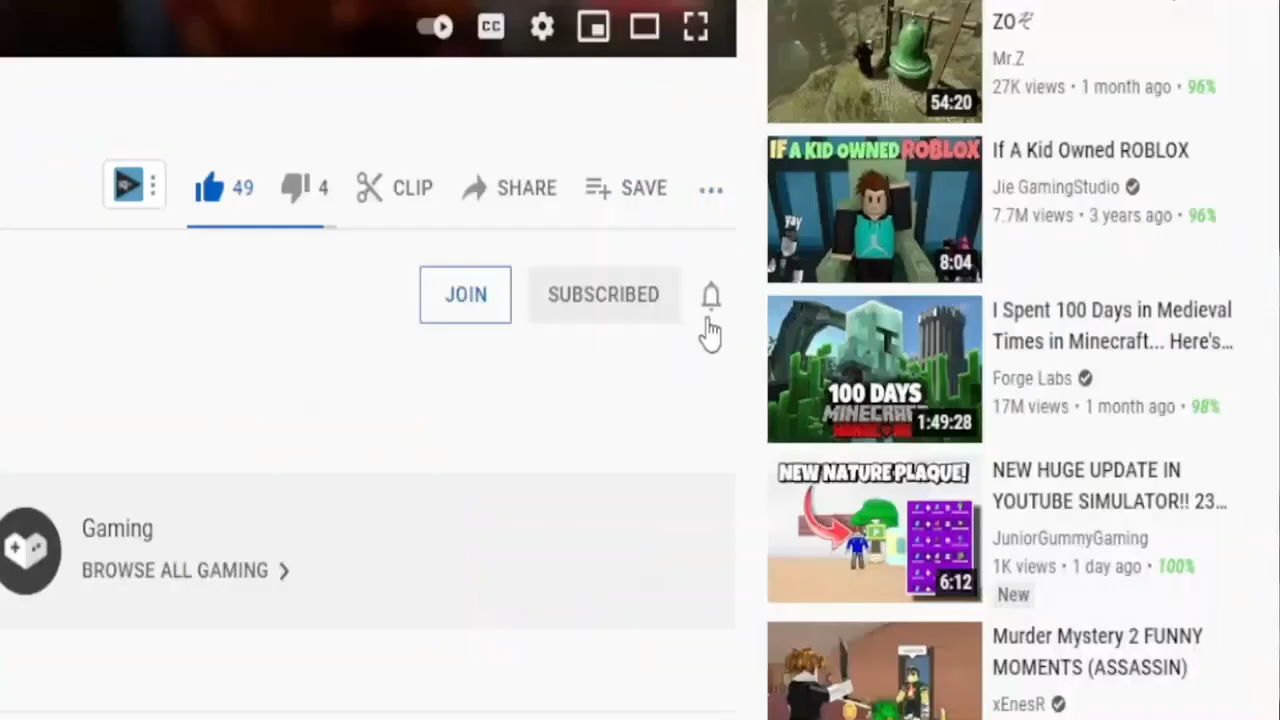 CC
49
4
CLIP
SHARE
SAVE
JOIN
SUBSCRIBED
Gaming
BROWSE ALL GAMING
ZOぞ
Mr.Z
27K views • 1 month ago • 96%
54:20
IF A KID OWNED ROBLOX
yay
8:04
If A Kid Owned ROBLOX
Jie GamingStudio
7.7M views • 3 years ago • 96%
100 DAYS
MINECRAFT
1:49:28
I Spent 100 Days in Medieval
Times in Minecraft... Here's...
Forge Labs
17M views • 1 month ago • 98%
NEW NATURE PLAQUE!
6:12
NEW HUGE UPDATE IN
YOUTUBE SIMULATOR!! 23...
JuniorGummyGaming
1K views • 1 day ago • 100%
New
Murder Mystery 2 FUNNY
MOMENTS (ASSASSIN)
xEnesR